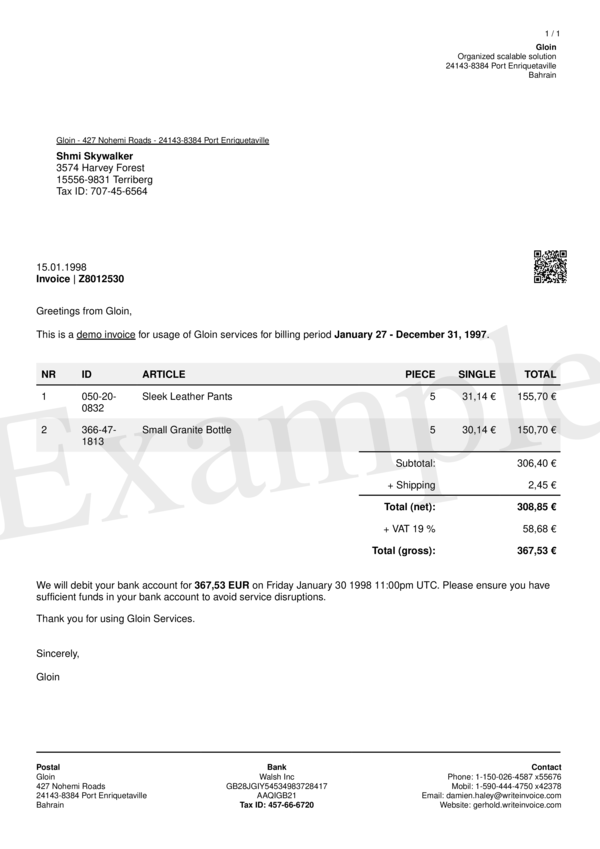 1 / 1
Gloin
Organized scalable solution
24143-8384 Port Enriquetaville
Bahrain
Gloin - 427 Nohemi Roads - 24143-8384 Port Enriquetaville
Shmi Skywalker
3574 Harvey Forest
15556-9831 Terriberg
Tax ID: 707-45-6564
15.01.1998
Invoice | Z8012530
Greetings from Gloin,
This is a demo invoice for usage of Gloin services for billing period January 27 - December 31, 1997.
NR ID ARTICLE PIECE SINGLE TOTAL
1 050-20- Sleek Leather Pants 5 31,14 € 155,70 €
0832
2 366-47- Small Granite Bottle 5 30,14 € 150,70 €
1813
Subtotal: 306,40 €
+ Shipping 2,45 €
Total (net): 308,85 €
+ VAT 19 % 58,68 €
Total (gross): 367,53 €
Example
We will debit your bank account for 367,53 EUR on Friday January 30 1998 11:00pm UTC. Please ensure you have
sufficient funds in your bank account to avoid service disruptions.
Thank you for using Gloin Services.
Sincerely,
Gloin
Postal Bank Contact
Gloin Walsh Inc Phone: 1-150-026-4587 x55676
427 Nohemi Roads GB28JGIY54534983728417 Mobil: 1-590-444-4750 x42378
24143-8384 Port Enriquetaville AAQIGB21 Email: damien.haley@writeinvoice.com
Bahrain Tax ID: 457-66-6720 Website: gerhold.writeinvoice.com